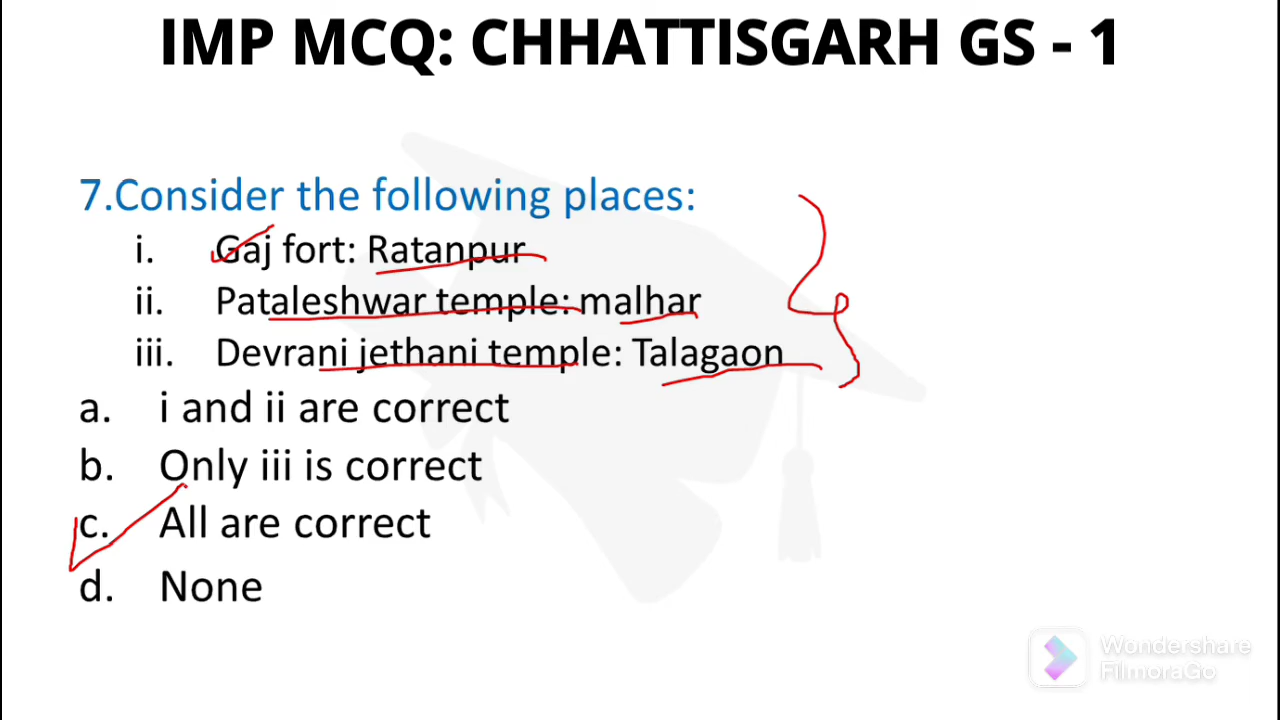 IMP MCQ: CHHATTISGARH GS - 1
7.Consider the following places:
i. Gaj fort: Ratanpur
ii. Pataleshwar temple: malhar
iii. Devrani jethani temple: Talagaon
a. i and ii are correct
b. Only iii is correct
c. All are correct
d. None
Wondershare
FilmoraGo